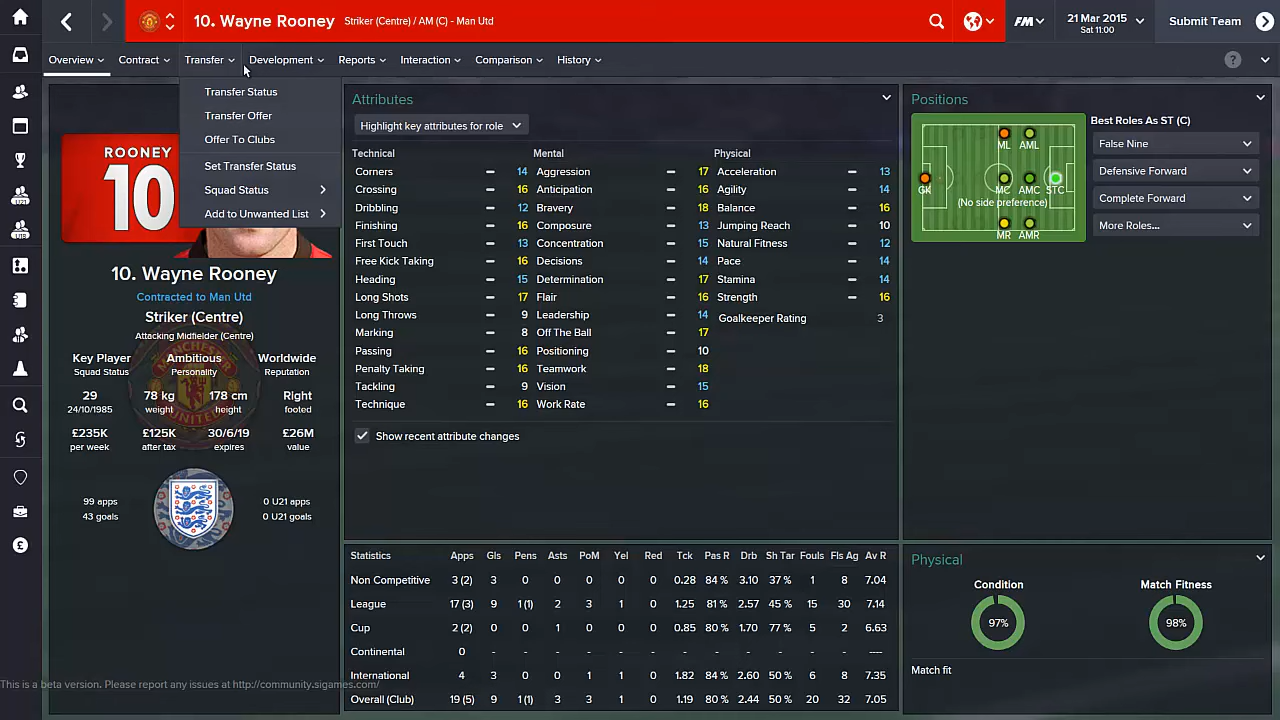 10. Wayne Rooney Striker (Centre) / AM (C) - Man Utd FM 21 Mar 2015 Submit Team
Sat 11:00
Overview Contract Transfer Development Reports Interaction Comparison History ?
Transfer Status
Transfer Offer
Offer To Clubs
Set Transfer Status
Squad Status
Add to Unwanted List
U21
U18
ROONEY
10
10. Wayne Rooney
Contracted to Man Utd
Striker (Centre)
Attacking Midfielder (Centre)
Key Player Ambitious Worldwide
Squad Status Personality Reputation
29 78 kg 178 cm Right
24/10/1985 weight height footed
£235K £125K 30/6/19 £26M
per week after tax expires value
99 apps 0 U21 apps
43 goals 0 U21 goals
Attributes
Highlight key attributes for role
Technical Mental Physical
Corners - 14 Aggression - 17 Acceleration - 13
Crossing - 16 Anticipation - 16 Agility - 14
Dribbling - 12 Bravery - 18 Balance - 16
Finishing - 16 Composure - 13 Jumping Reach - 10
First Touch - 13 Concentration - 15 Natural Fitness - 12
Free Kick Taking - 16 Decisions - 14 Pace - 14
Heading - 15 Determination - 17 Stamina - 14
Long Shots - 17 Flair - 16 Strength - 16
Long Throws - 9 Leadership - 14 Goalkeeper Rating 3
Marking - 8 Off The Ball - 17
Passing - 16 Positioning - 10
Penalty Taking - 16 Teamwork - 18
Tackling - 9 Vision - 15
Technique - 16 Work Rate - 16
Show recent attribute changes
Positions
ML AML
GK MC AMC STC
(No side preference)
MR AMR
Best Roles As ST (C)
False Nine
Defensive Forward
Complete Forward
More Roles...
Statistics Apps Gls Pens Asts PoM Yel Red Tck Pas R Drb Sh Tar Fouls Fls Ag Av R
Non Competitive 3 (2) 3 0 0 0 0 0 0.28 84 % 3.10 37 % 1 8 7.04
League 17 (3) 9 1 (1) 2 3 1 0 1.25 81 % 2.57 45 % 15 30 7.14
Cup 2 (2) 0 0 1 0 0 0 0.85 80 % 1.70 77 % 5 2 6.63
Continental 0 - - - - - - - - - - - - ----
International 4 3 0 0 1 1 0 1.82 84 % 2.60 50 % 6 8 7.35
Overall (Club) 19 (5) 9 1 (1) 3 3 1 0 1.19 80 % 2.44 50 % 20 32 7.05
Physical
Condition Match Fitness
97% 98%
Match fit
This is a beta version. Please report any issues at http://community.sigames.com/